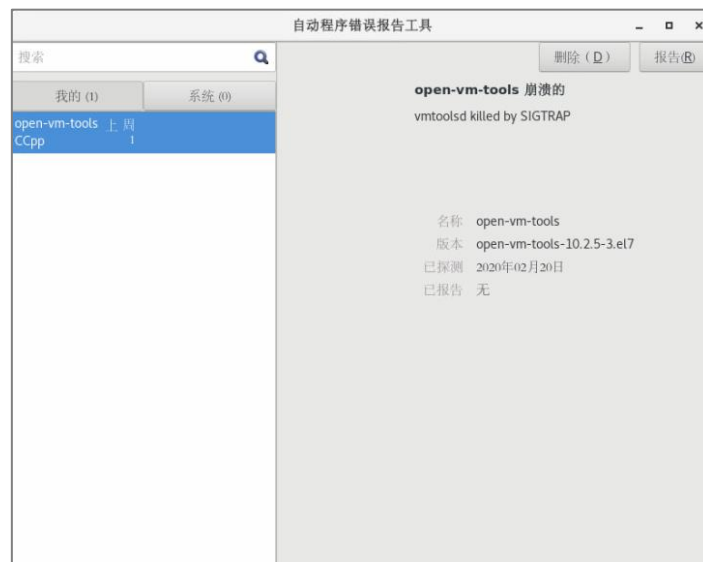 自动程序错误报告工具
搜索
删除（D）
报告(R)
我的 (1)
系统 (0)
open-vm-tools 上 周
CCpp 1
open-vm-tools 崩溃的
vmtoolsd killed by SIGTRAP
名称 open-vm-tools
版本 open-vm-tools-10.2.5-3.el7
已探测 2020年02月20日
已报告 无